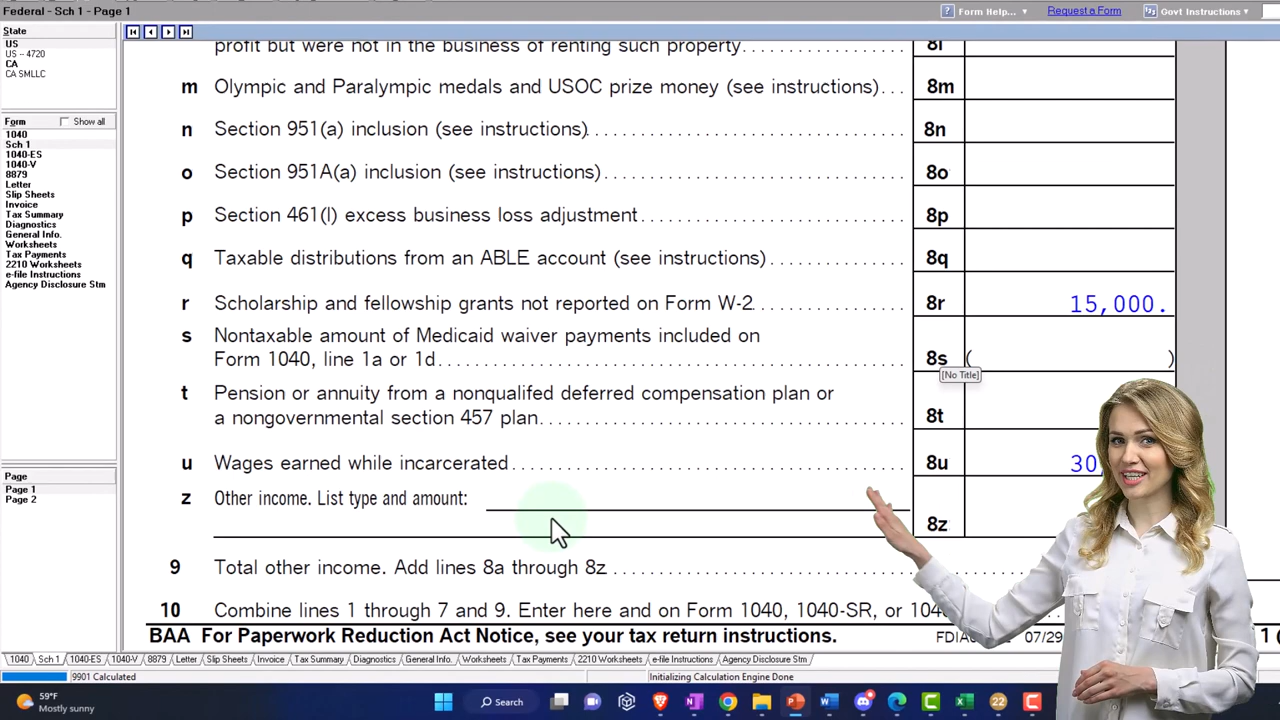 Federal - Sch 1 - Page 1
Form Help...
Request a Form
Govt Instructions
State
US
US -- 4720
CA
CA SMLLC
Form
Show all
1040
Sch 1
1040-ES
1040-V
8879
Letter
Slip Sheets
Invoice
Tax Summary
Diagnostics
General Info.
Worksheets
Tax Payments
2210 Worksheets
e-file Instructions
Agency Disclosure Stm
Page
Page 1
Page 2
profit but were not in the business of renting such property 8l
m Olympic and Paralympic medals and USOC prize money (see instructions) 8m
n Section 951(a) inclusion (see instructions) 8n
o Section 951A(a) inclusion (see instructions) 8o
p Section 461(l) excess business loss adjustment 8p
q Taxable distributions from an ABLE account (see instructions) 8q
r Scholarship and fellowship grants not reported on Form W-2 8r 15,000.
s Nontaxable amount of Medicaid waiver payments included on
Form 1040, line 1a or 1d 8s ( )
[No Title]
t Pension or annuity from a nonqualifed deferred compensation plan or
a nongovernmental section 457 plan 8t
u Wages earned while incarcerated 8u 30,
z Other income. List type and amount:
8z
9 Total other income. Add lines 8a through 8z
10 Combine lines 1 through 7 and 9. Enter here and on Form 1040, 1040-SR, or
BAA For Paperwork Reduction Act Notice, see your tax return instructions.
1040 Sch 1 1040-ES 1040-V 8879 Letter Slip Sheets Invoice Tax Summary Diagnostics General Info. Worksheets Tax Payments 2210 Worksheets e-file Instructions Agency Disclosure Stm
9901 Calculated
Initializing Calculation Engine Done
59°F
Mostly sunny
Search
22